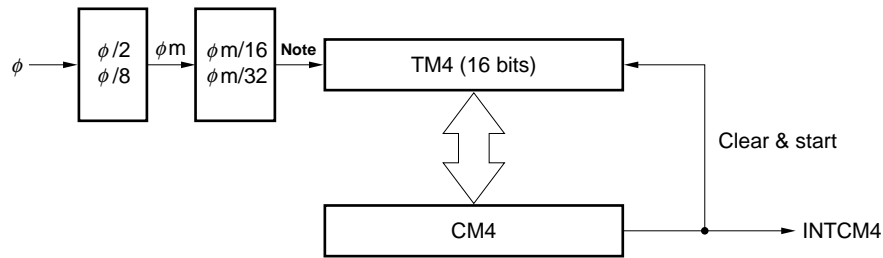 φ
φ/2
φ/8
φm
φm/16
φm/32
Note
TM4 (16 bits)
Clear & start
CM4
INTCM4